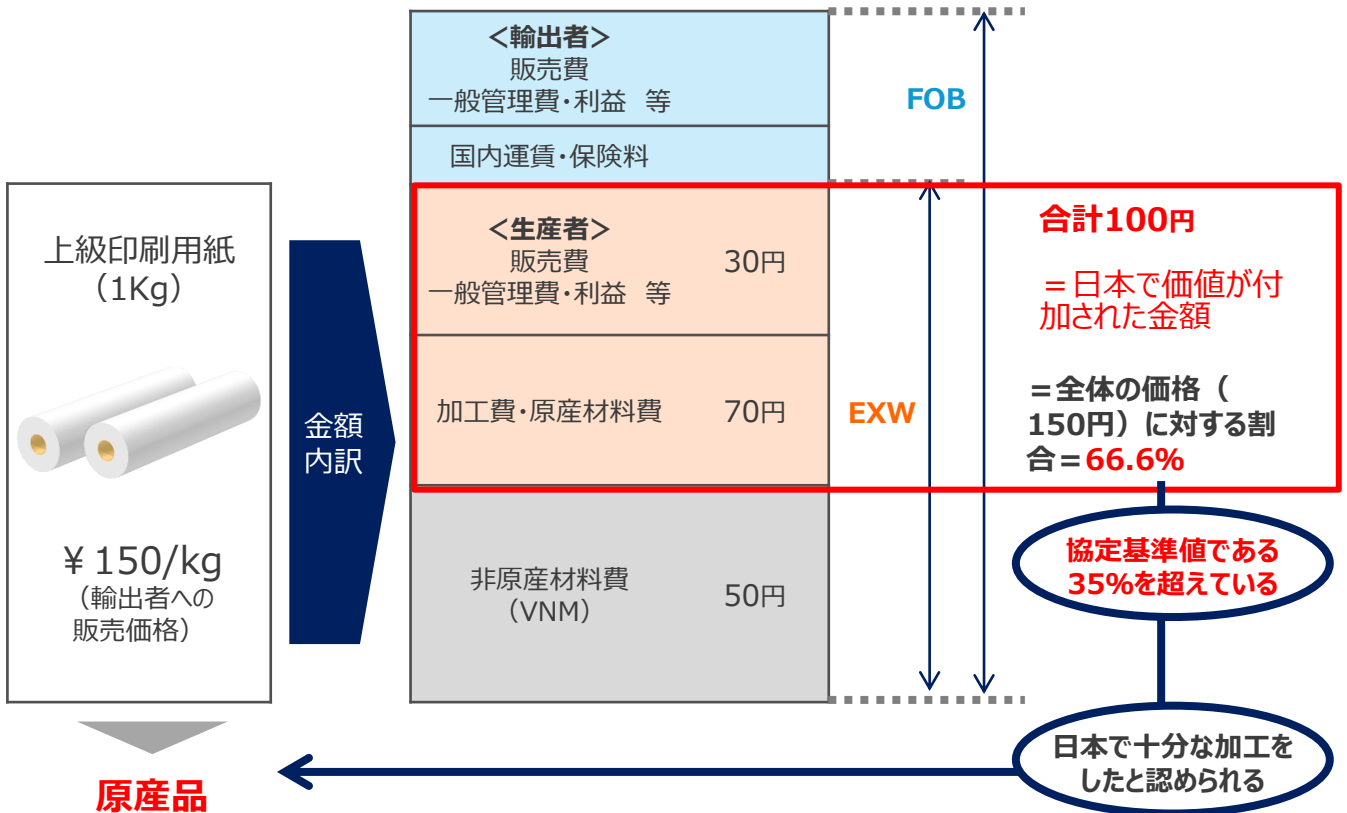 <輸出者>
販売費
一般管理費・利益 等
国内運賃・保険料
FOB
上級印刷用紙
（1Kg）
￥150/kg
（輸出者への
販売価格）
原産品
金額
内訳
<生産者>
販売費
一般管理費・利益 等
30円
加工費・原産材料費
70円
非原産材料費
（VNM）
50円
EXW
合計100円
＝日本で価値が付
加された金額
＝全体の価格（
150円）に対する割
合＝66.6%
協定基準値である
35%を超えている
日本で十分な加工を
したと認められる